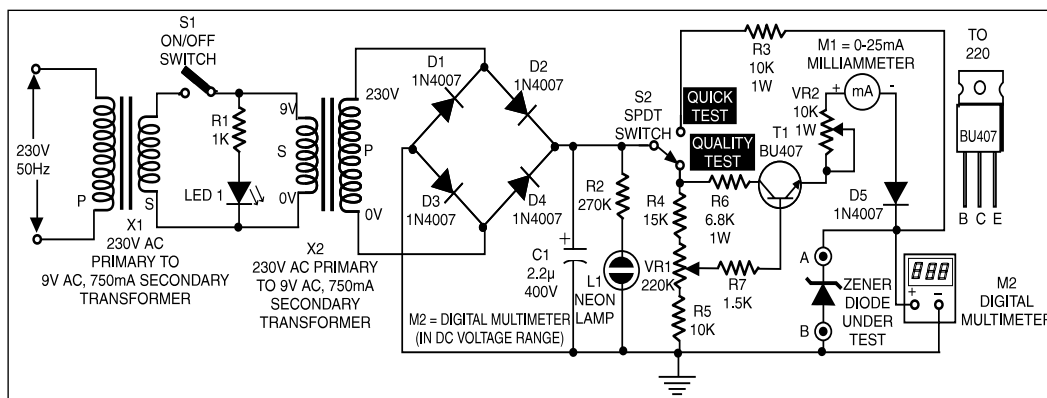 S1
ON/OFF
SWITCH
230V
50Hz
P
S
X1
230V AC
PRIMARY TO
9V AC, 750mA SECONDARY
TRANSFORMER
R1
1K
LED 1
9V
S
0V
230V
P
0V
X2
230V AC PRIMARY
TO 9V AC, 750mA
SECONDARY
TRANSFORMER
D1
1N4007
D2
1N4007
D3
1N4007
D4
1N4007
M2 = DIGITAL MULTIMETER
(IN DC VOLTAGE RANGE)
+
C1
2.2µ
400V
R2
270K
L1
NEON
LAMP
S2
SPDT
SWITCH
QUICK
TEST
QUALITY
TEST
R3
10K
1W
R4
15K
VR1
220K
R5
10K
R6
6.8K
1W
R7
1.5K
T1
BU407
M1 = 0-25mA
MILLIAMMETER
+ mA -
VR2
10K
1W
D5
1N4007
A
B
ZENER
DIODE
UNDER
TEST
+ −
M2
DIGITAL
MULTIMETER
TO
220
BU407
B C E